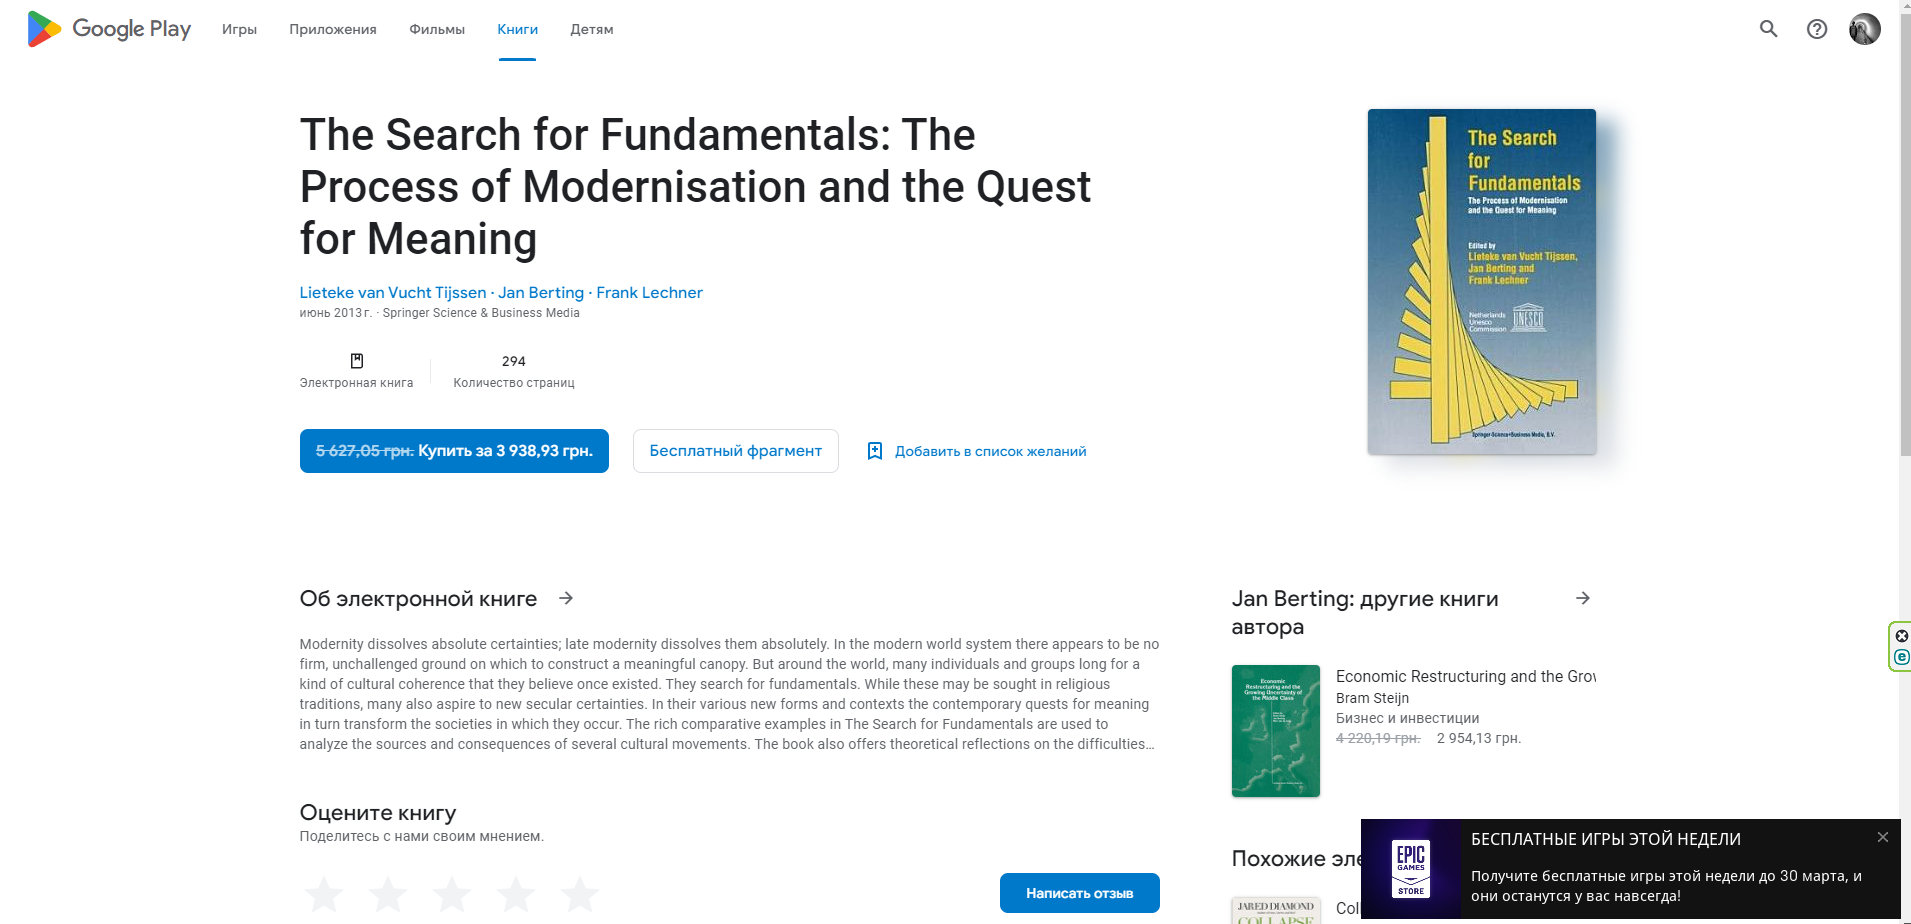 Google Play
Игры
Приложения
Фильмы
Книги
Детям
The Search for Fundamentals: The
Process of Modernisation and the Quest
for Meaning
Lieteke van Vucht Tijssen · Jan Berting · Frank Lechner
июнь 2013 г. · Springer Science & Business Media
Электронная книга
294
Количество страниц
5 627,05 грн. Купить за 3 938,93 грн.
Бесплатный фрагмент
Добавить в список желаний
The Search
for
Fundamentals
The Process of Modernisation
and the Quest for Meaning
Edited by
Lieteke van Vucht Tijssen,
Jan Berting and
Frank Lechner
Netherlands
Unesco
Commission
UNESCO
Springer-Science+Business Media, B.V.
Об электронной книге
Modernity dissolves absolute certainties; late modernity dissolves them absolutely. In the modern world system there appears to be no
firm, unchallenged ground on which to construct a meaningful canopy. But around the world, many individuals and groups long for a
kind of cultural coherence that they believe once existed. They search for fundamentals. While these may be sought in religious
traditions, many also aspire to new secular certainties. In their various new forms and contexts the contemporary quests for meaning
in turn transform the societies in which they occur. The rich comparative examples in The Search for Fundamentals are used to
analyze the sources and consequences of several cultural movements. The book also offers theoretical reflections on the difficulties…
Оцените книгу
Поделитесь с нами своим мнением.
Написать отзыв
Jan Berting: другие книги
автора
Economic
Restructuring and the
Growing Uncertainty of
the Middle Class
Economic Restructuring and the Grov
Bram Steijn
Бизнес и инвестиции
4 220,19 грн. 2 954,13 грн.
Похожие эле
JARED DIAMOND
COLLAPSE
Coll
EPIC
GAMES
STORE
БЕСПЛАТНЫЕ ИГРЫ ЭТОЙ НЕДЕЛИ
Получите бесплатные игры этой недели до 30 марта, и
они останутся у вас навсегда!